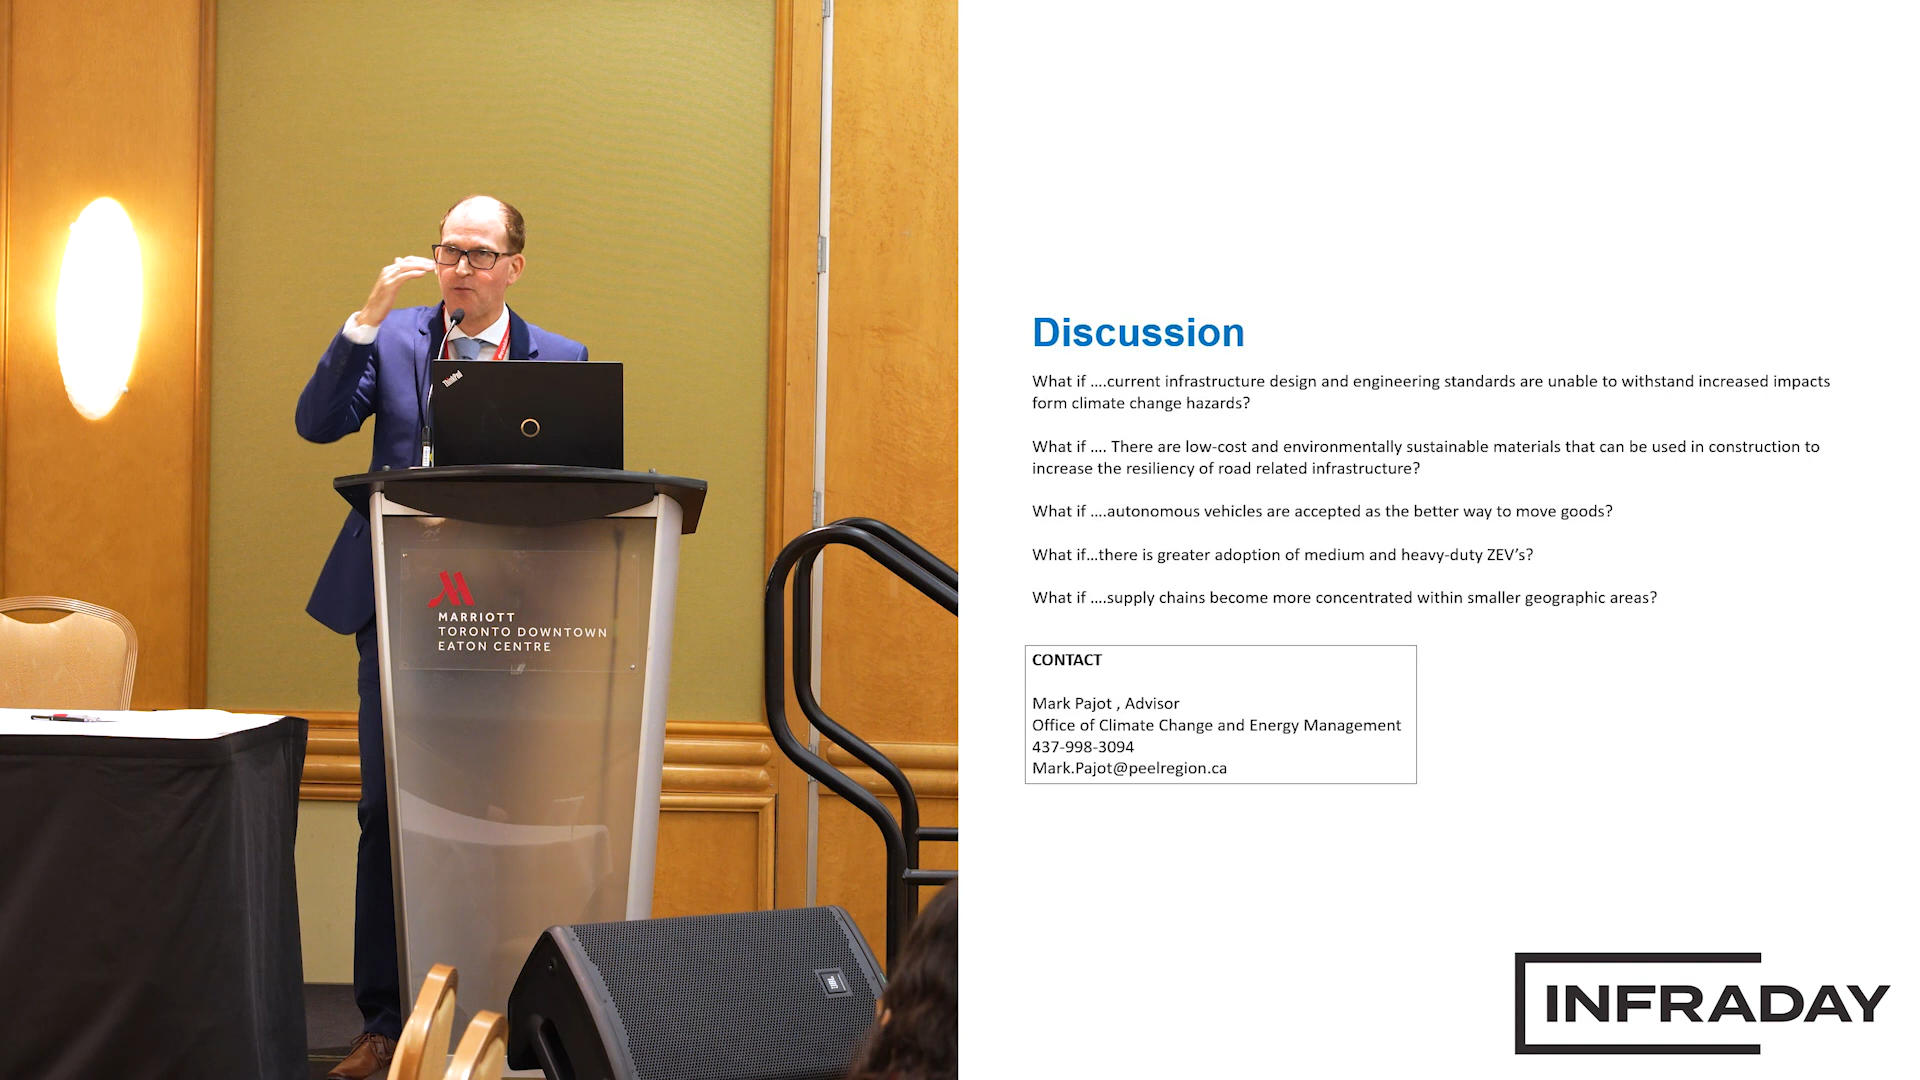 ThinkPad
MARRIOTT
TORONTO DOWNTOWN
EATON CENTRE
JBL
Discussion
What if ....current infrastructure design and engineering standards are unable to withstand increased impacts
form climate change hazards?
What if .... There are low-cost and environmentally sustainable materials that can be used in construction to
increase the resiliency of road related infrastructure?
What if ....autonomous vehicles are accepted as the better way to move goods?
What if...there is greater adoption of medium and heavy-duty ZEV's?
What if ....supply chains become more concentrated within smaller geographic areas?
CONTACT
Mark Pajot , Advisor
Office of Climate Change and Energy Management
437-998-3094
Mark.Pajot@peelregion.ca
INFRADAY